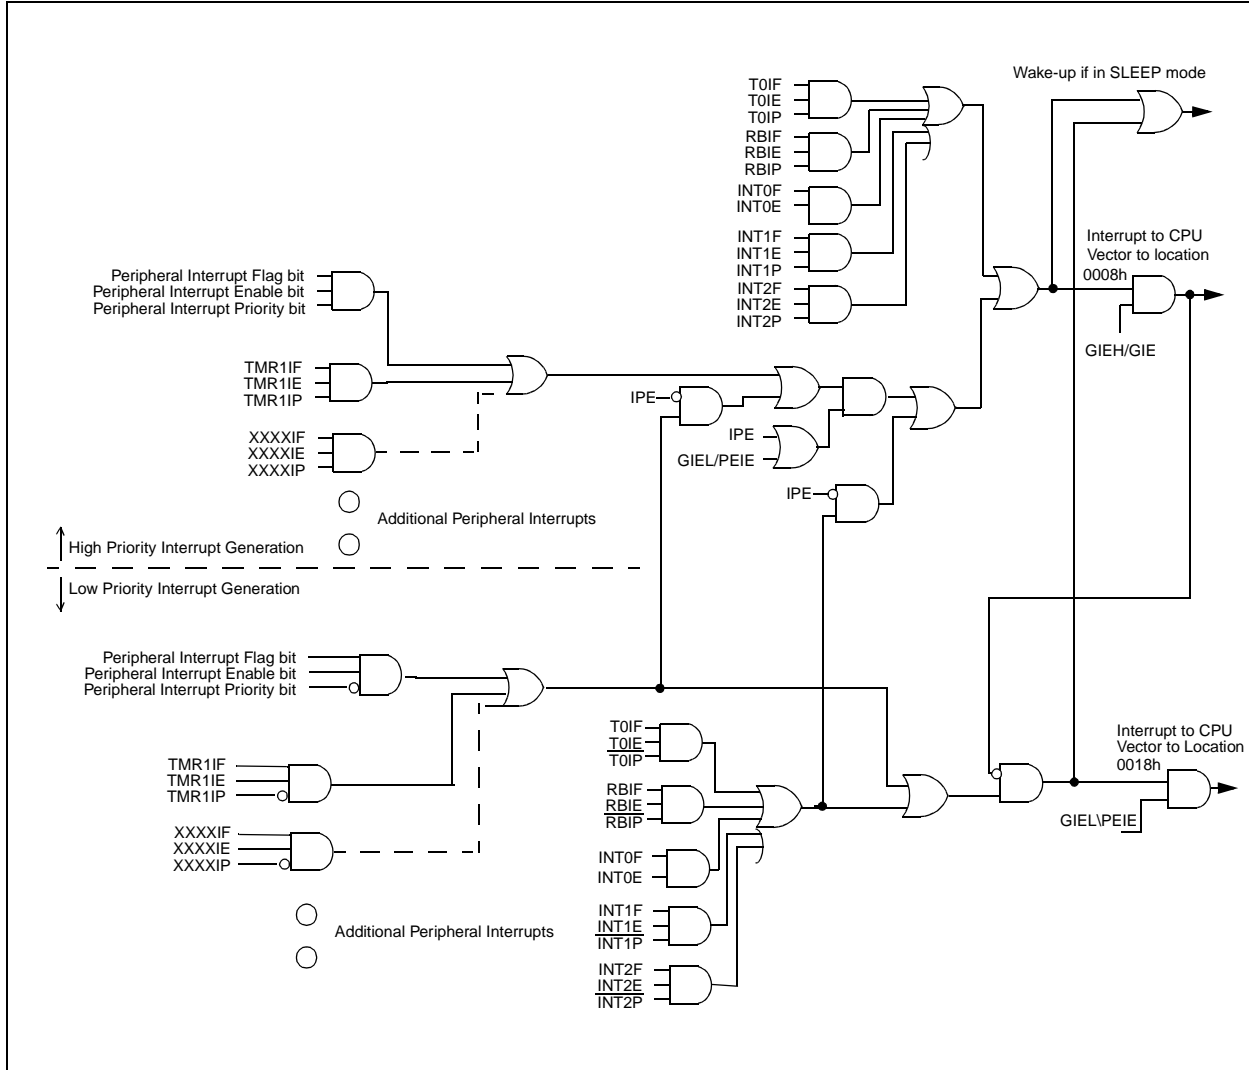 Wake-up if in SLEEP mode
T0IF
T0IE
T0IP
RBIF
RBIE
RBIP
INT0F
INT0E
INT1F
INT1E
INT1P
INT2F
INT2E
INT2P
Interrupt to CPU
Vector to location
0008h
GIEH/GIE
Peripheral Interrupt Flag bit
Peripheral Interrupt Enable bit
Peripheral Interrupt Priority bit
TMR1IF
TMR1IE
TMR1IP
XXXXIF
XXXXIE
XXXXIP
IPE
IPE
GIEL/PEIE
IPE
Additional Peripheral Interrupts
High Priority Interrupt Generation
Low Priority Interrupt Generation
Peripheral Interrupt Flag bit
Peripheral Interrupt Enable bit
Peripheral Interrupt Priority bit
TMR1IF
TMR1IE
TMR1IP
XXXXIF
XXXXIE
XXXXIP
Additional Peripheral Interrupts
T0IF
T0IE
T0IP
RBIF
RBIE
RBIP
INT0F
INT0E
INT1F
INT1E
INT1P
INT2F
INT2E
INT2P
Interrupt to CPU
Vector to Location
0018h
GIEL\PEIE